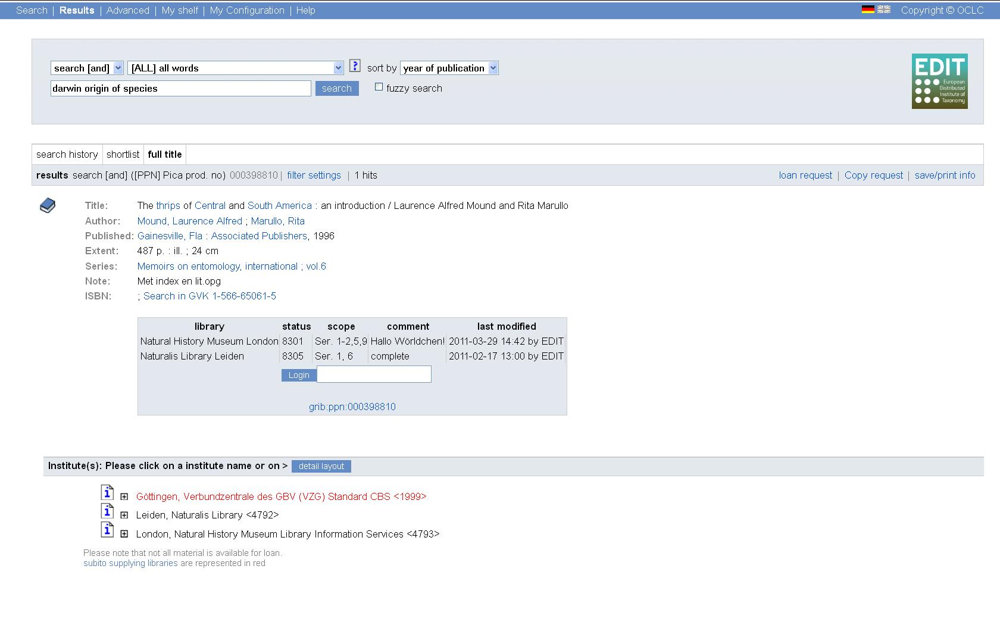 Search | Results | Advanced | My shelf | My Configuration | Help Copyright © OCLC
search [and] [ALL] all words ? sort by year of publication
darwin origin of species search fuzzy search
EDIT
European
Distributed
Institute of
Taxonomy
search history shortlist full title
results search [and] ([PPN] Pica prod. no) 000398810 | filter settings | 1 hits loan request | Copy request | save/print info
Title: The thrips of Central and South America : an introduction / Laurence Alfred Mound and Rita Marullo
Author: Mound, Laurence Alfred ; Marullo, Rita
Published: Gainesville, Fla : Associated Publishers, 1996
Extent: 487 p. : ill. ; 24 cm
Series: Memoirs on entomology, international ; vol.6
Note: Met index en lit.opg
ISBN: ; Search in GVK 1-566-65061-5
library status scope comment last modified
Natural History Museum London 8301 Ser. 1-2,5,9 Hallo Wörldchen! 2011-03-29 14:42 by EDIT
Naturalis Library Leiden 8305 Ser. 1, 6 complete 2011-02-17 13:00 by EDIT
Login
grib:ppn:000398810
Institute(s): Please click on a institute name or on > detail layout
i Göttingen, Verbundzentrale des GBV (VZG) Standard CBS <1999>
i Leiden, Naturalis Library <4792>
i London, Natural History Museum Library Information Services <4793>
Please note that not all material is available for loan.
subito supplying libraries are represented in red